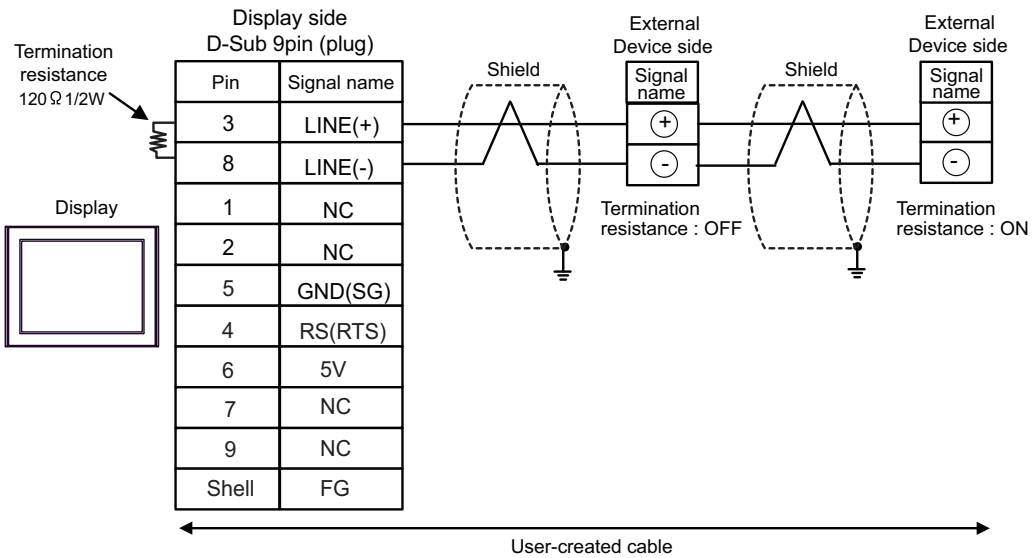 Display side
D-Sub 9pin (plug)
Termination
resistance
120 Ω 1/2W
Pin Signal name
3 LINE(+)
8 LINE(-)
1 NC
2 NC
5 GND(SG)
4 RS(RTS)
6 5V
7 NC
9 NC
Shell FG
Display
Shield
External
Device side
Signal
name
+
-
Termination
resistance : OFF
Shield
External
Device side
Signal
name
+
-
Termination
resistance : ON
User-created cable